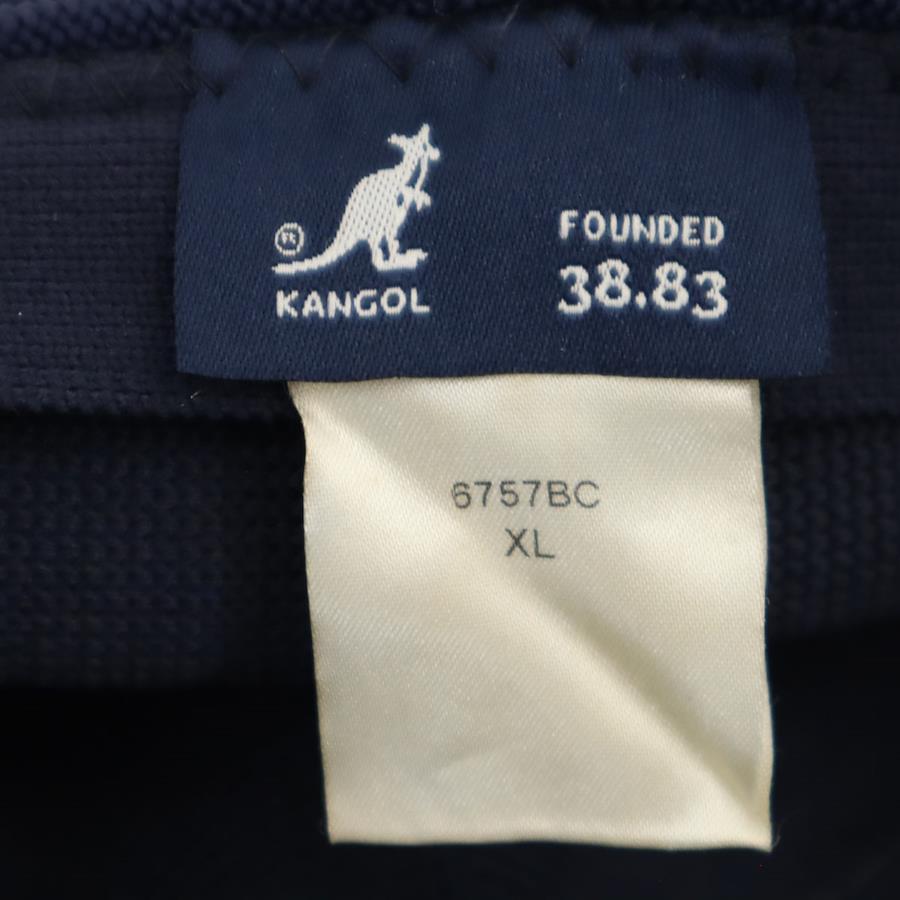 ®
KANGOL
FOUNDED
38.83
6757BC
XL